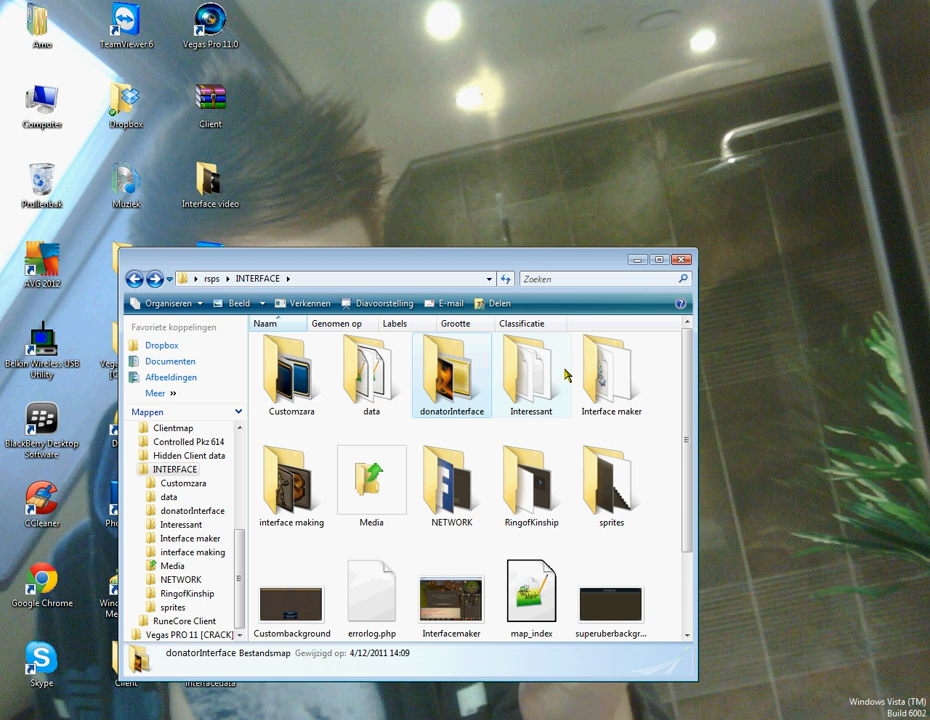 Arno
TeamViewer 6
Vegas Pro 11.0
Computer
Dropbox
Client
Prullenbak
Muziek
Interface video
AVG 2012
Belkin Wireless USB
Utility
BlackBerry Desktop
Software
CCleaner
Google Chrome
Skype
Client
Interfacedata
rsps
INTERFACE
Zoeken
Organiseren
Beeld
Verkennen
Diavoorstelling
E-mail
Delen
Favoriete koppelingen
Dropbox
Documenten
Afbeeldingen
Meer »
Mappen
Clientmap
Controlled Pkz 614
Hidden Client data
INTERFACE
Customzara
data
donatorInterface
Interessant
Interface maker
interface making
Media
NETWORK
RingofKinship
sprites
RuneCore Client
Vegas PRO 11 [CRACK]
Naam
Genomen op
Labels
Grootte
Classificatie
Customzara
data
donatorInterface
Interessant
Interface maker
interface making
Media
NETWORK
RingofKinship
sprites
Custombackground
errorlog.php
Interfacemaker
map_index
superuberbackgr...
donatorInterface Bestandsmap
Gewijzigd op: 4/12/2011 14:09
Windows Vista (TM)
Build 6002